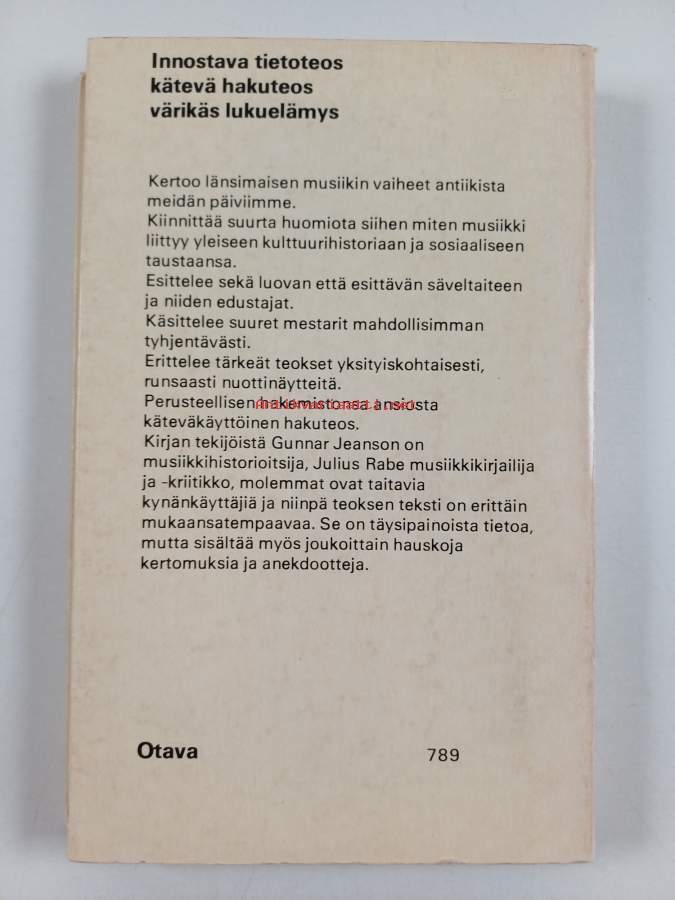 Innostava tietoteos
kätevä hakuteos
värikäs lukuelämys
Kertoo länsimaisen musiikin vaiheet antiikista
meidän päiviimme.
Kiinnittää suurta huomiota siihen miten musiikki
liittyy yleiseen kulttuurihistoriaan ja sosiaaliseen
taustaansa.
Esittelee sekä luovan että esittävän säveltaiteen
ja niiden edustajat.
Käsittelee suuret mestarit mahdollisimman
tyhjentävästi.
Erittelee tärkeät teokset yksityiskohtaisesti,
runsaasti nuottinäytteitä.
Perusteellisen hakemistonsa ansiosta
käteväkäyttöinen hakuteos.
Kirjan tekijöistä Gunnar Jeanson on
musiikkihistorioitsija, Julius Rabe musiikkikirjailija
ja -kriitikko, molemmat ovat taitavia
kynänkäyttäjiä ja niinpä teoksen teksti on erittäin
mukaansatempaavaa. Se on täysipainoista tietoa,
mutta sisältää myös joukoittain hauskoja
kertomuksia ja anekdootteja.
Otava 789